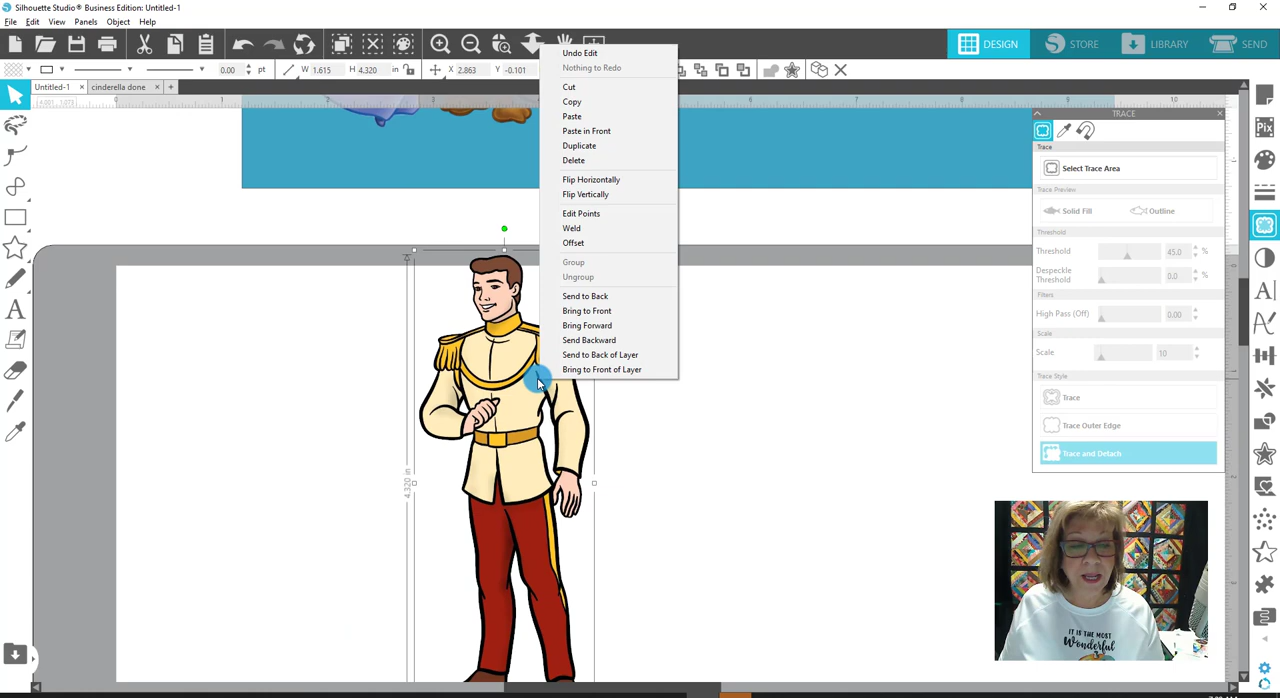 Silhouette Studio® Business Edition: Untitled-1
File Edit View Panels Object Help
DESIGN STORE LIBRARY SEND
0.00 pt W 1.615 H 4.320 in X 2.863 Y -0.101
Untitled-1 × cinderella done × +
Undo Edit
Nothing to Redo
Cut
Copy
Paste
Paste in Front
Duplicate
Delete
Flip Horizontally
Flip Vertically
Edit Points
Weld
Offset
Group
Ungroup
Send to Back
Bring to Front
Bring Forward
Send Backward
Send to Back of Layer
Bring to Front of Layer
4.320 in
TRACE
Trace
Select Trace Area
Trace Preview
Solid Fill Outline
Threshold
Threshold 45.0 %
Despeckle Threshold 0.0 %
Filters
High Pass (Off) 0.00
Scale
Scale 10
Trace Style
Trace
Trace Outer Edge
Trace and Detach
Pix
IT IS THE MOST
Wonderful